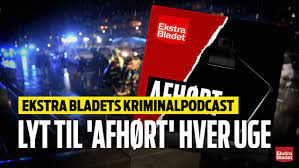 Ekstra
Bladet
AFHØRT
EKSTRA BLADETS KRIMINALPODCAST
LYT TIL 'AFHØRT' HVER UGE
Ekstra
Bladet